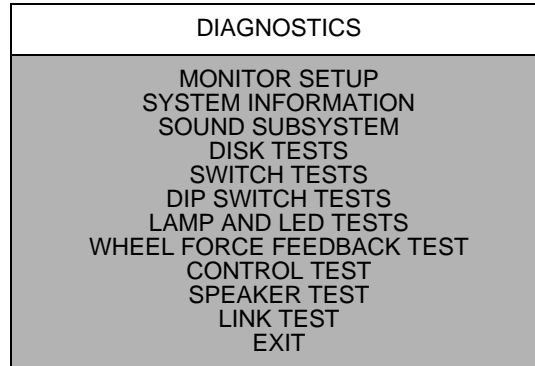 DIAGNOSTICS
MONITOR SETUP
SYSTEM INFORMATION
SOUND SUBSYSTEM
DISK TESTS
SWITCH TESTS
DIP SWITCH TESTS
LAMP AND LED TESTS
WHEEL FORCE FEEDBACK TEST
CONTROL TEST
SPEAKER TEST
LINK TEST
EXIT